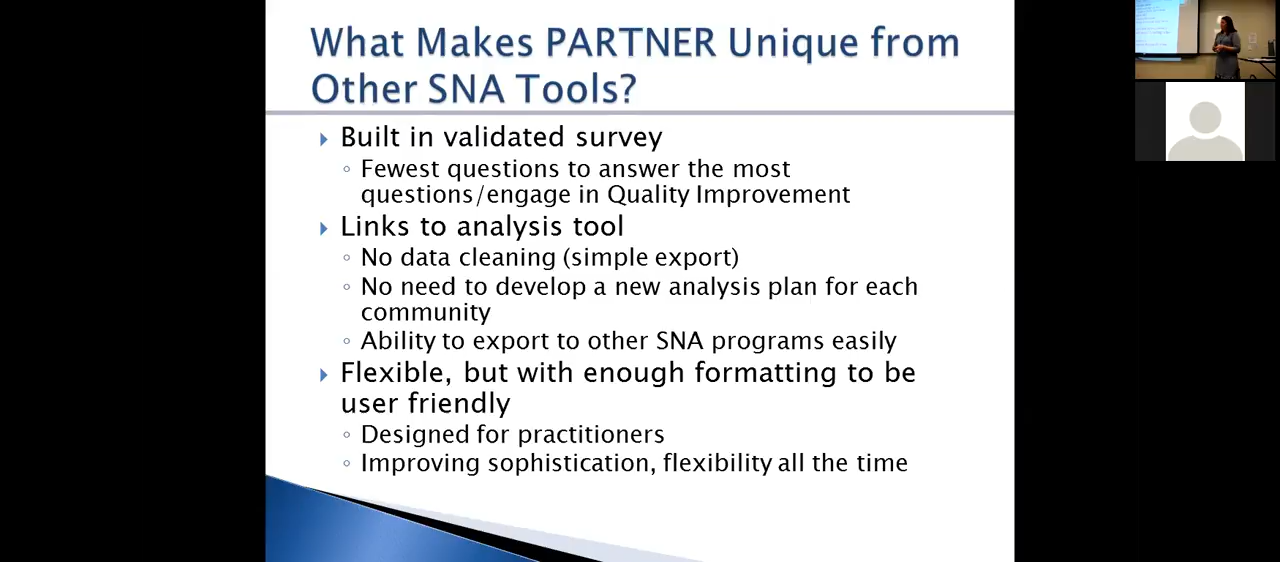 What Makes PARTNER Unique from
Other SNA Tools?
Built in validated survey
Fewest questions to answer the most
questions/engage in Quality Improvement
Links to analysis tool
No data cleaning (simple export)
No need to develop a new analysis plan for each
community
Ability to export to other SNA programs easily
Flexible, but with enough formatting to be
user friendly
Designed for practitioners
Improving sophistication, flexibility all the time